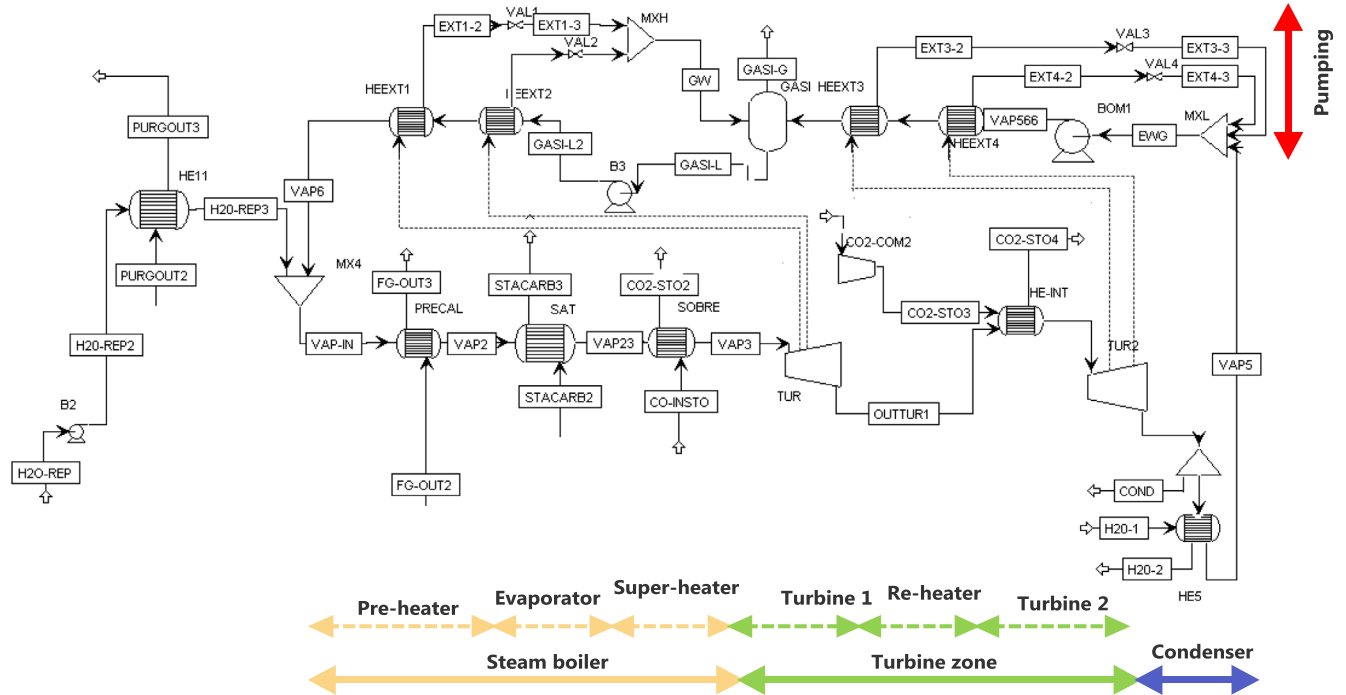 VAL1
EXT1-2
EXT1-3
MXH
VAL2
EXT3-2
VAL3
EXT3-3
Pumping
EXT4-2
VAL4
EXT4-3
GW
GASI-G
GASI
HEEXT3
HEEXT1
HEEXT2
VAP566
BOM1
MXL
PURGOUT3
GASI-L2
HEEXT4
EWG
B3
GASI-L
HE11
VAP6
H20-REP3
PURGOUT2
MX4
FG-OUT3
STACARB3
CO2-STO2
CO2-COM2
CO2-STO4
PRECAL
SAT
SOBRE
HE-INT
CO2-STO3
H20-REP2
VAP-IN
VAP2
VAP23
VAP3
TUR2
VAP5
STACARB2
CO-INSTO
TUR
OUTTUR1
B2
H2O-REP
FG-OUT2
COND
H20-1
H20-2
HE5
Pre-heater
Evaporator
Super-heater
Turbine 1
Re-heater
Turbine 2
Steam boiler
Turbine zone
Condenser